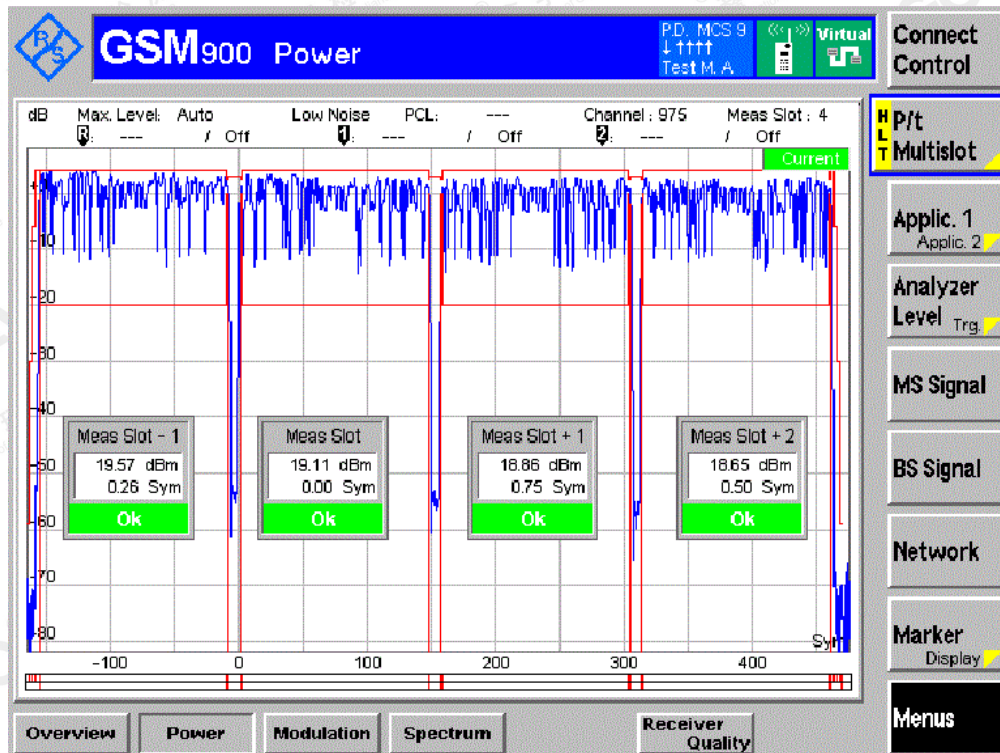 R/S
GSM900 Power
P.D. MCS 9
↓ ↑↑↑↑
Test M. A.
Virtual
Connect Control
dB Max. Level: Auto Low Noise PCL: --- Channel : 975 Meas Slot : 4
R: --- / Off 1: --- / Off 2: --- / Off
Current
HLT
P/t Multislot
Applic. 1
Applic. 2
Analyzer Level Trg.
MS Signal
BS Signal
Network
Marker
Display
Menus
-10
-20
-30
-40
-50
-60
-70
-80
Meas Slot - 1
19.57 dBm
0.26 Sym
Ok
Meas Slot
19.11 dBm
0.00 Sym
Ok
Meas Slot + 1
18.86 dBm
0.75 Sym
Ok
Meas Slot + 2
18.65 dBm
0.50 Sym
Ok
Sym
-100 0 100 200 300 400
Overview Power Modulation Spectrum Receiver Quality